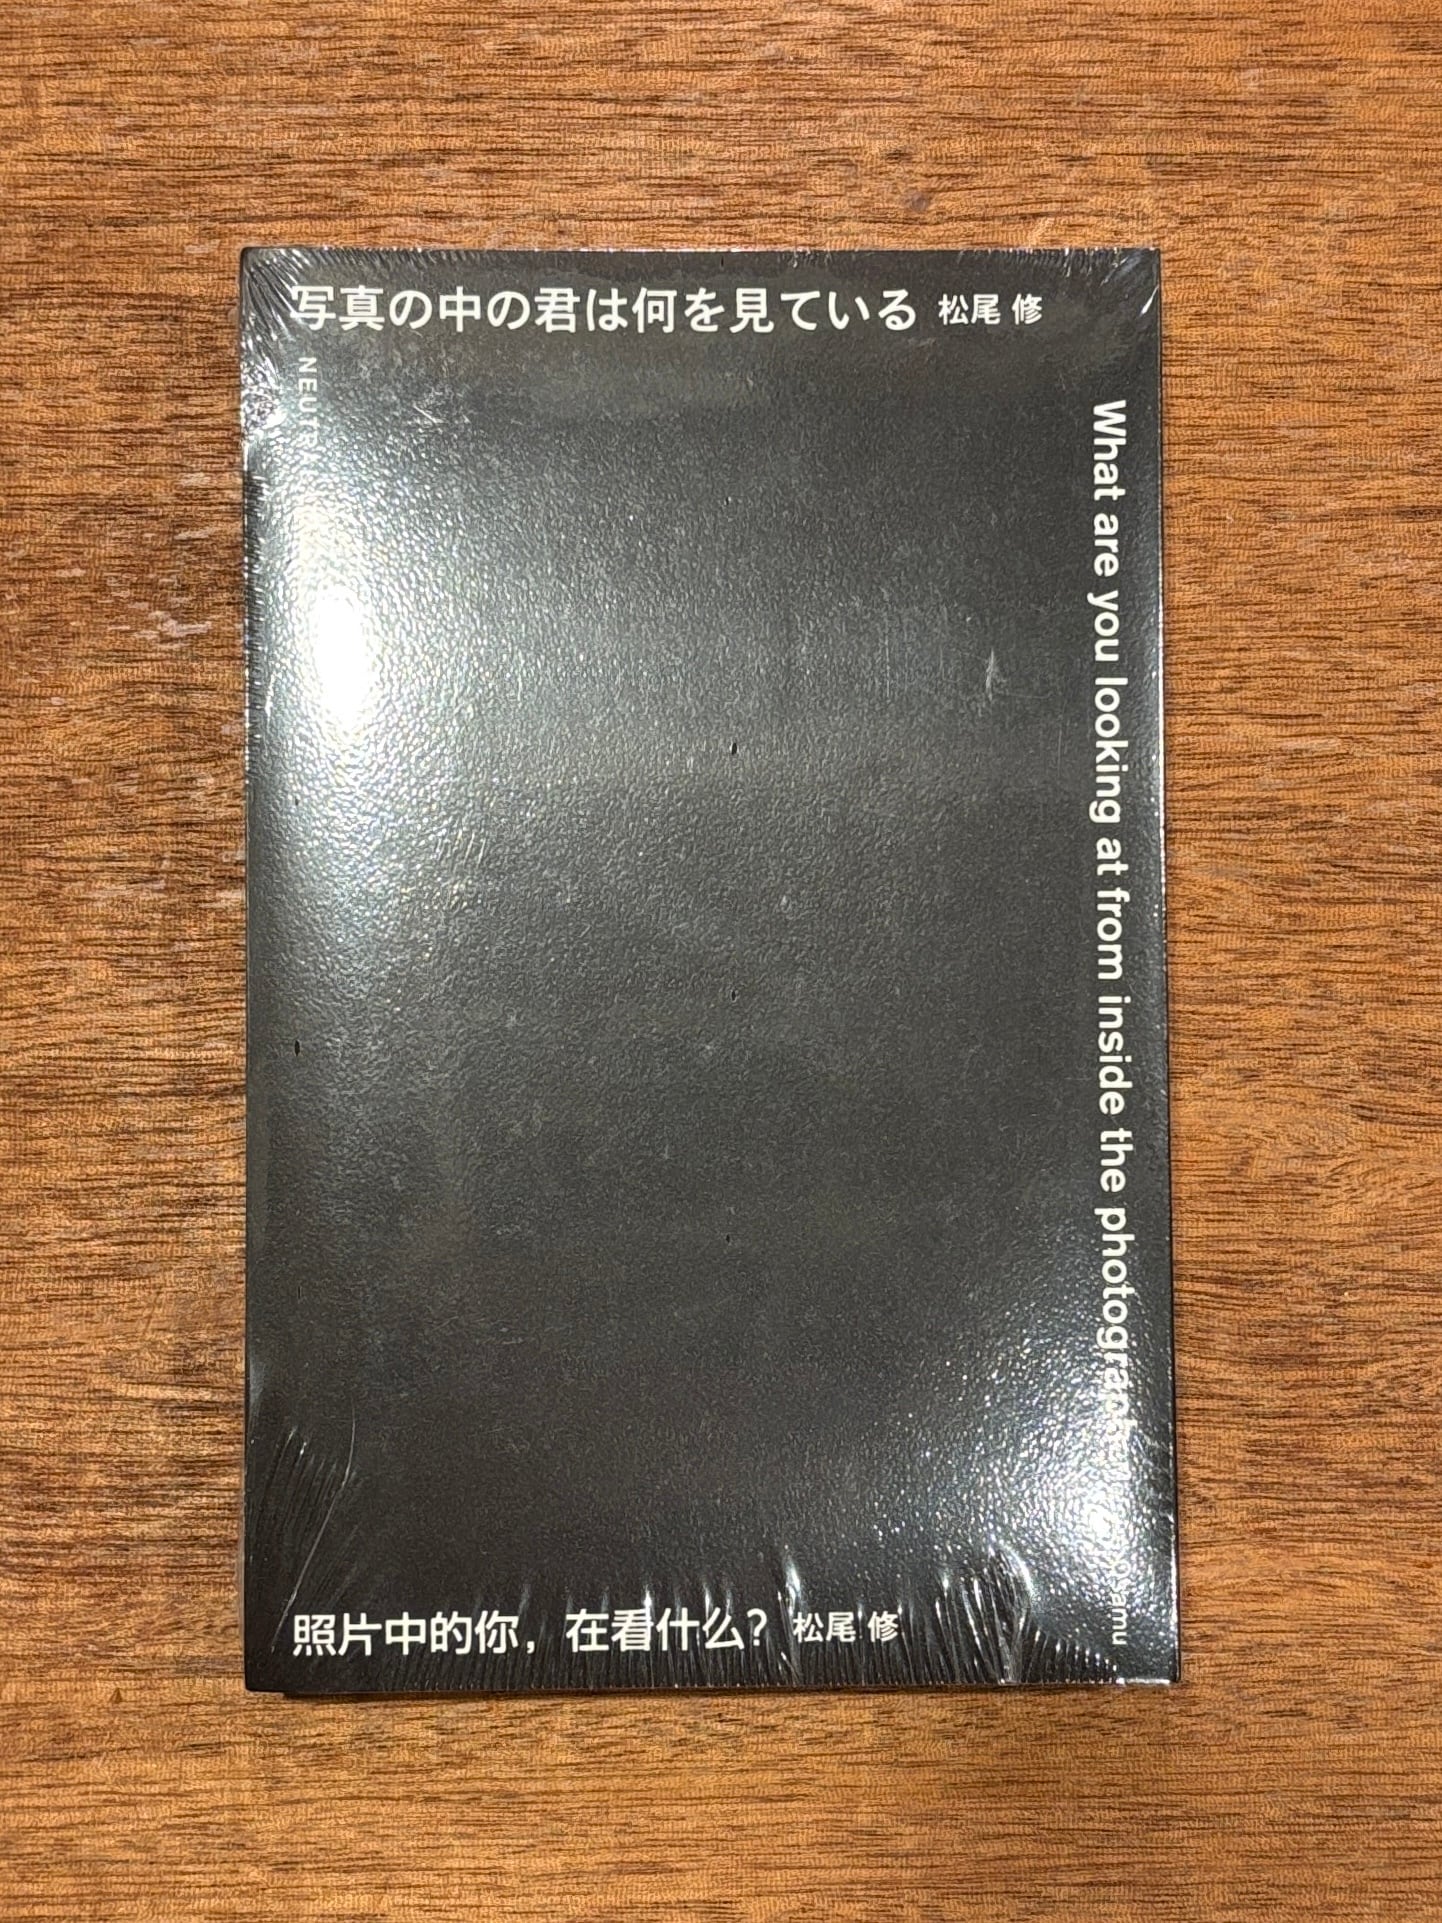 写真の中の君は何を見ている 松尾 修
What are you looking at from inside the photograph
照片中的你，在看什么？ 松尾 修